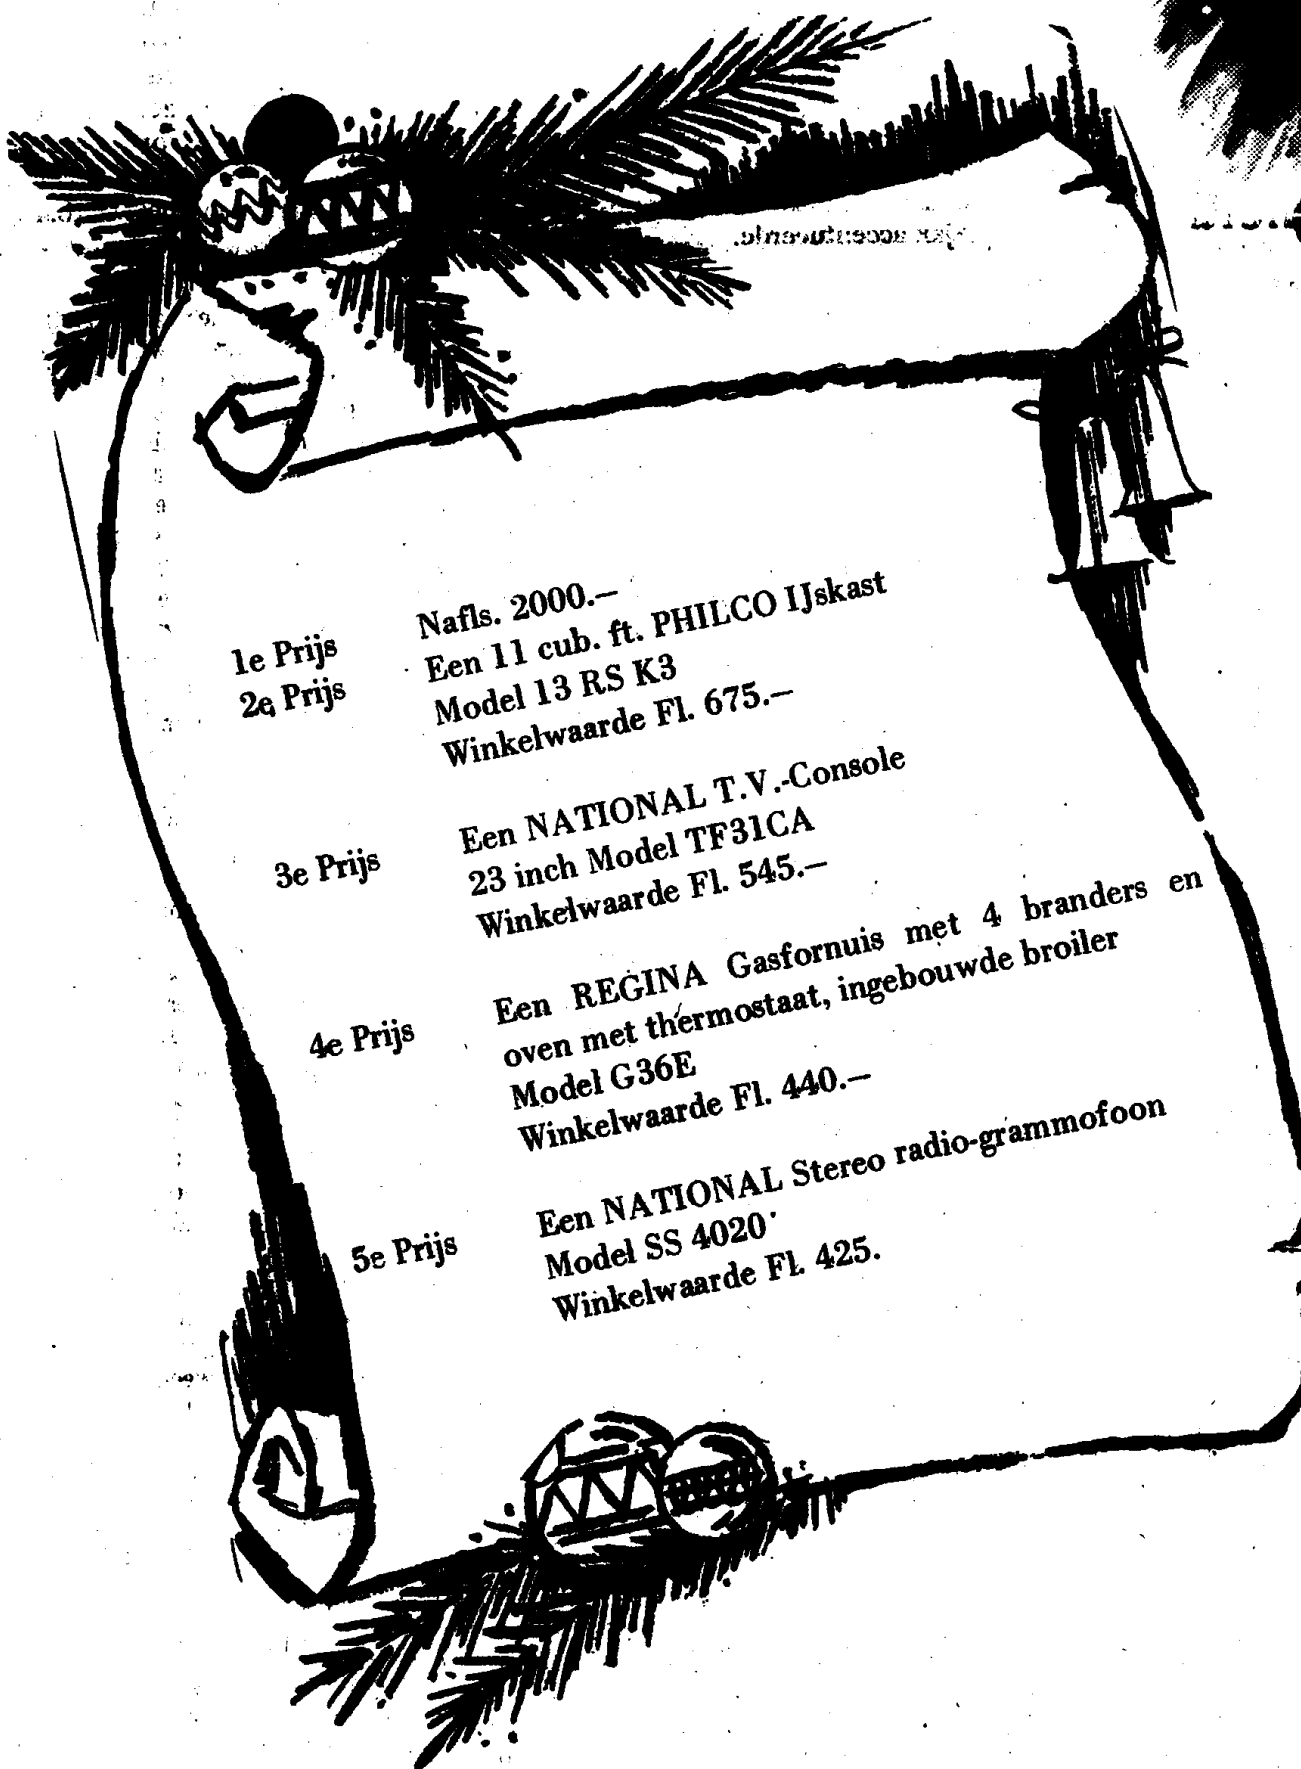 1e Prijs Nafls. 2000.—
2e Prijs Een 11 cub. ft. PHILCO IJskast
Model 13 RS K3
Winkelwaarde Fl. 675.—
3e Prijs Een NATIONAL T.V.-Console
23 inch Model TF31CA
Winkelwaarde Fl. 545.—
4e Prijs Een REGINA Gasfornuis met 4 branders en
oven met thermostaat, ingebouwde broiler
Model G36E
Winkelwaarde Fl. 440.—
5e Prijs Een NATIONAL Stereo radio-grammofoon
Model SS 4020
Winkelwaarde Fl. 425.